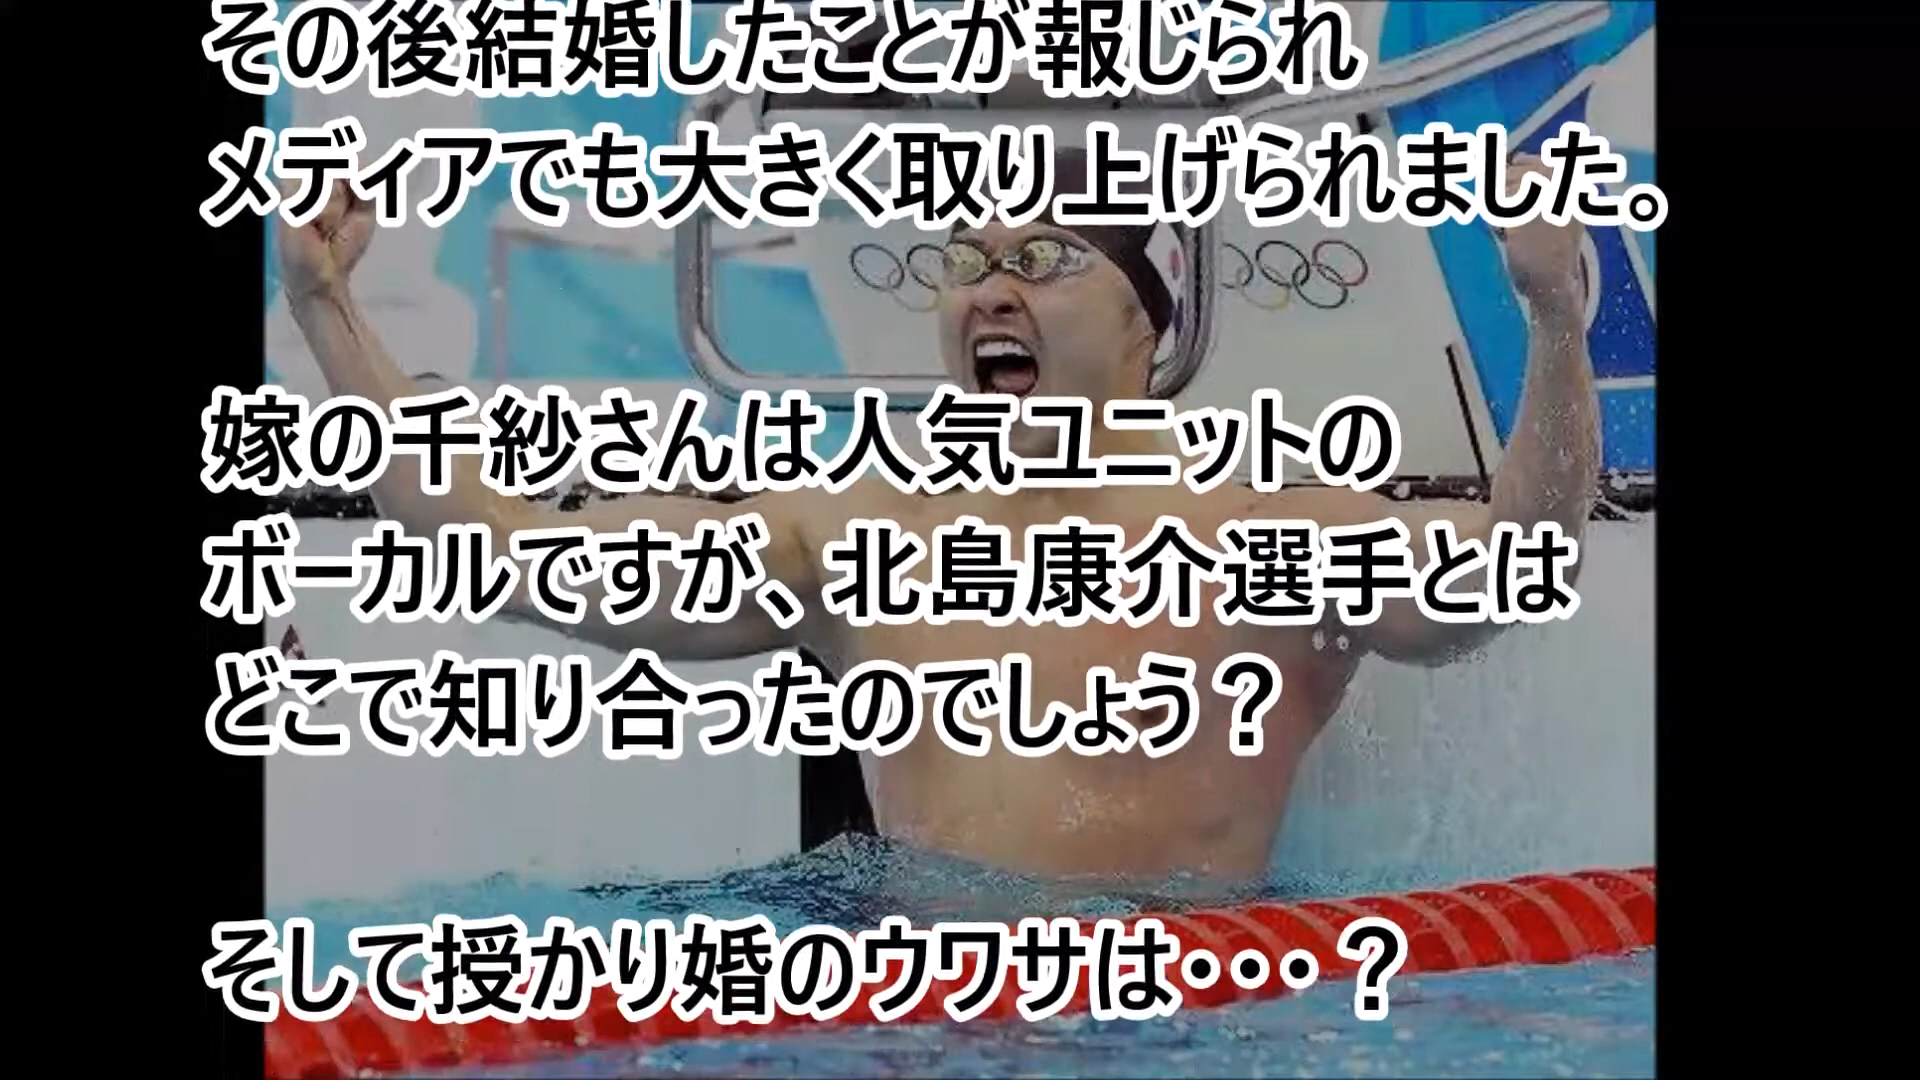 その後結婚したことが報じられ
メディアでも大きく取り上げられました。
嫁の千紗さんは人気ユニットの
ボーカルですが、北島康介選手とは
どこで知り合ったのでしょう？
そして授かり婚のウワサは・・・？